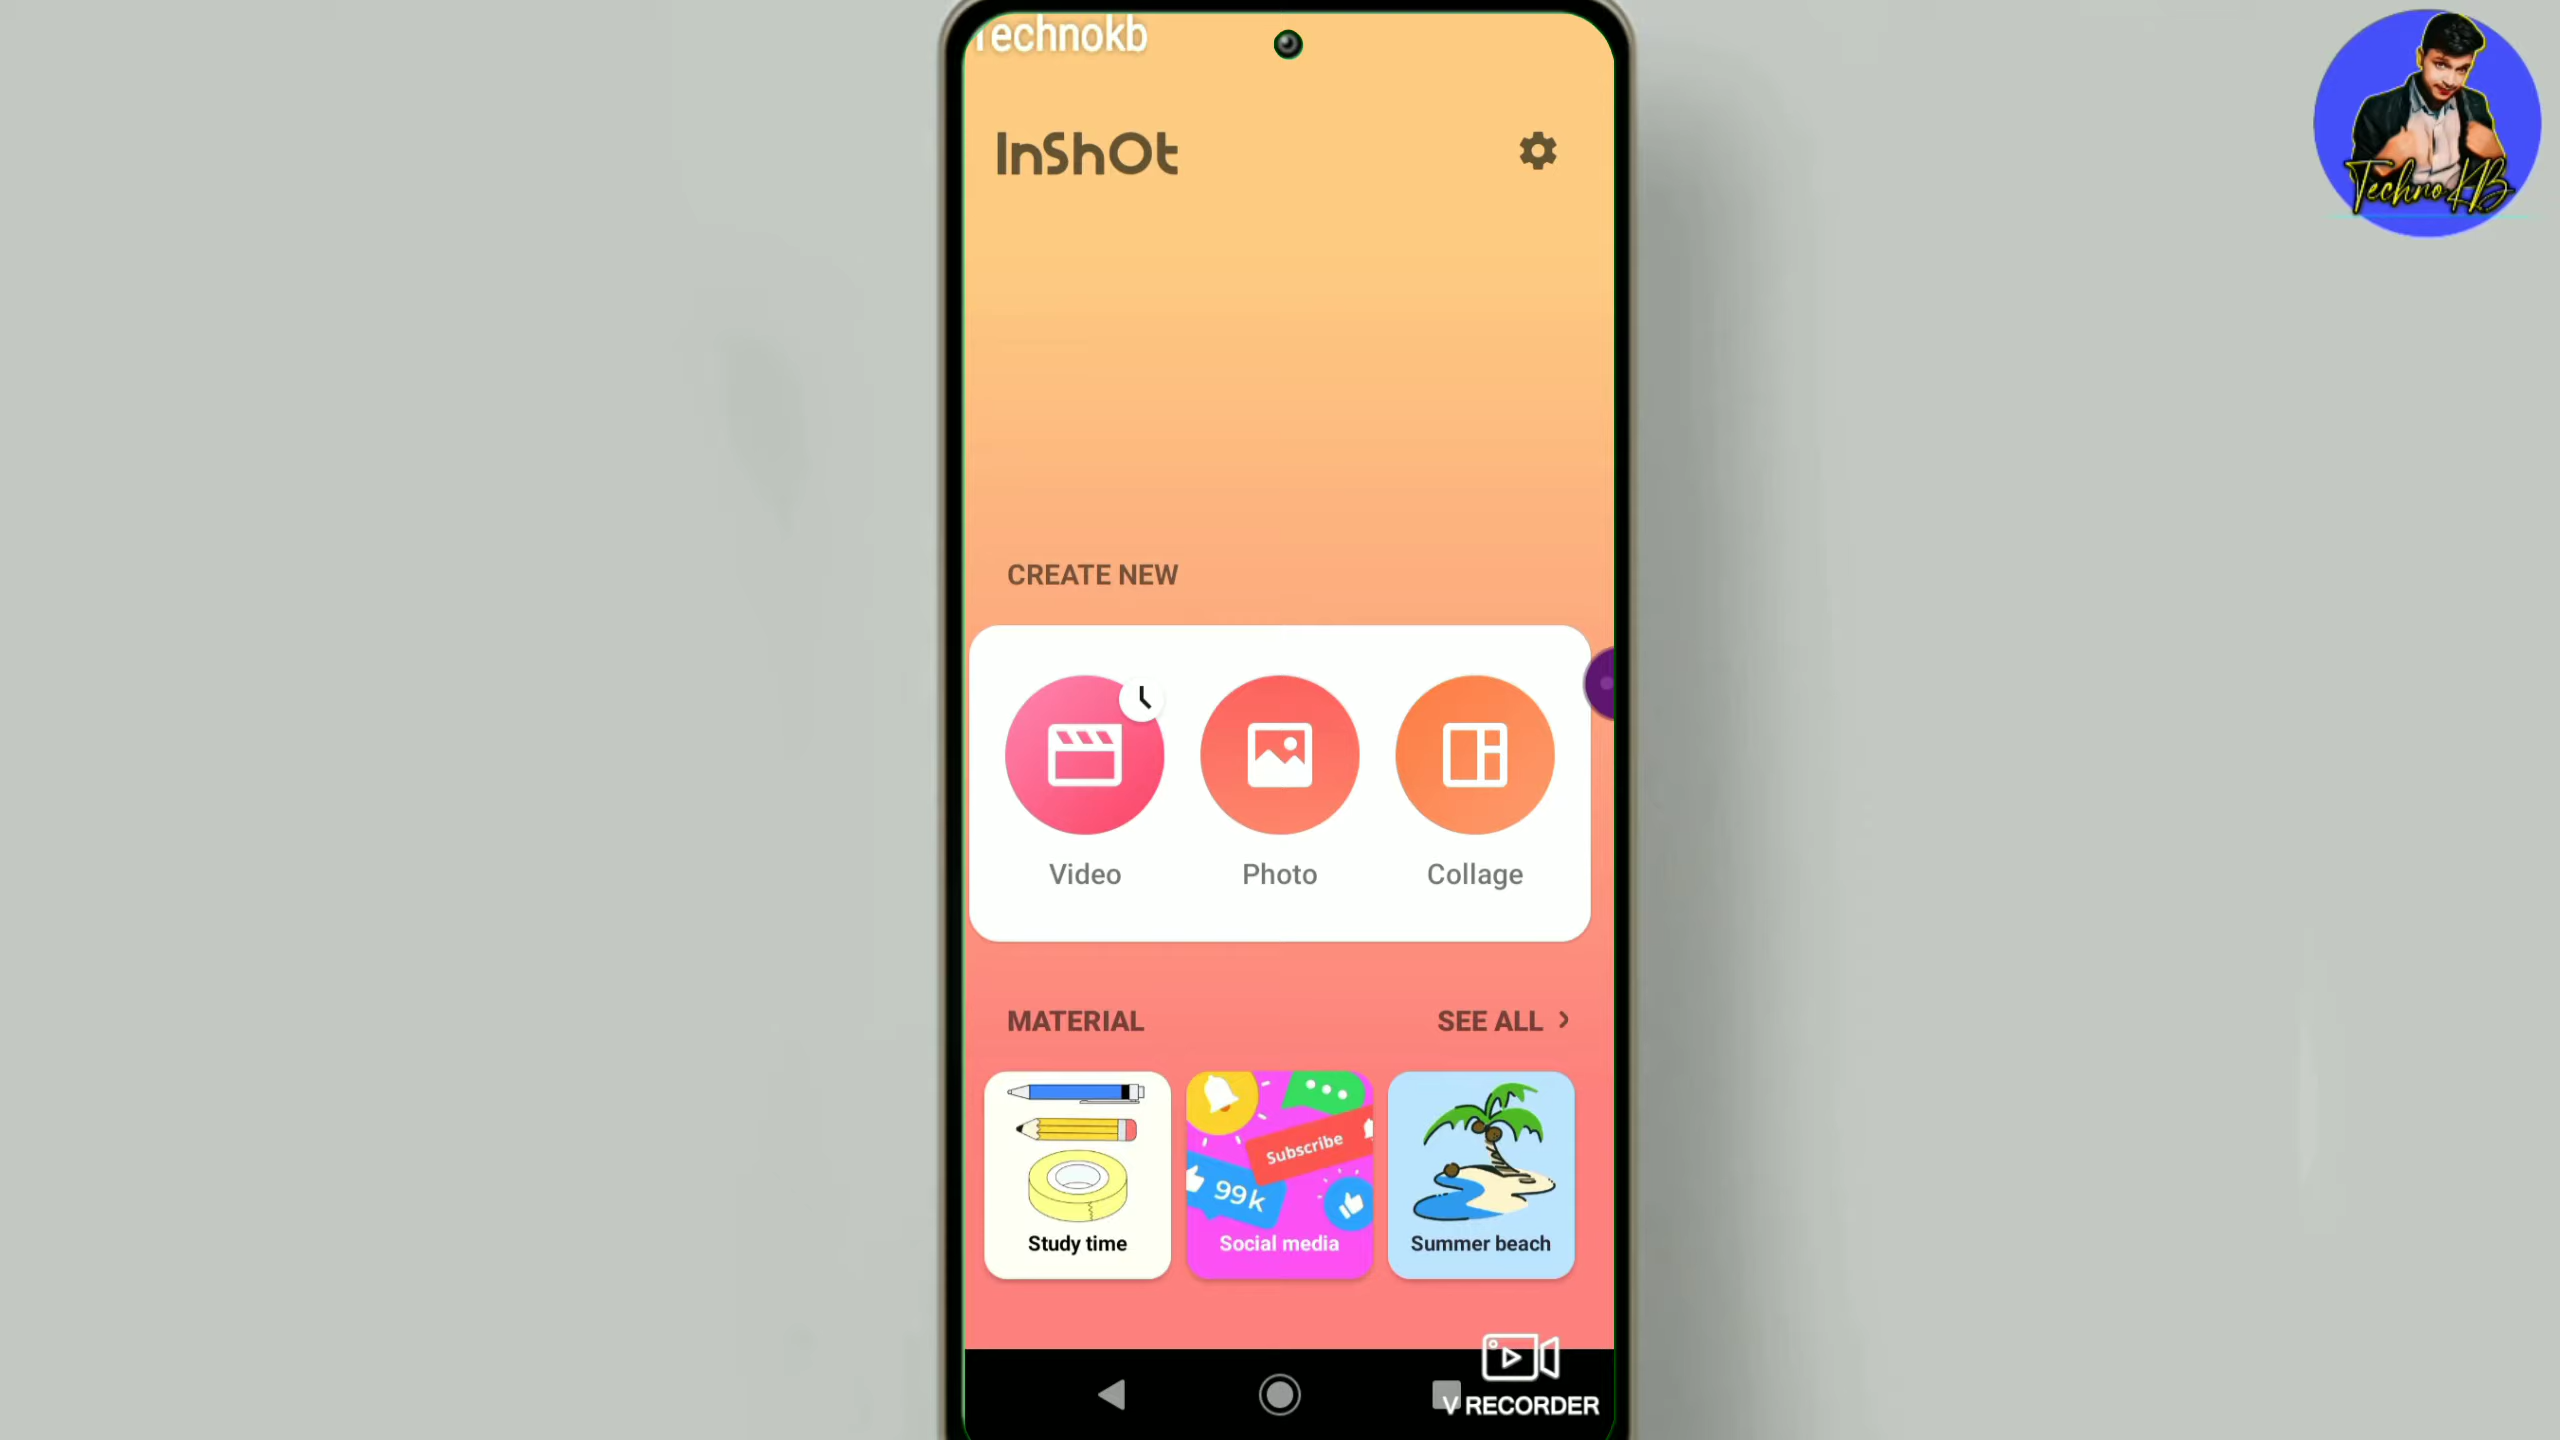 Technokb
TechnoKB
InShOt
CREATE NEW
Video
Photo
Collage
MATERIAL
SEE ALL >
Subscribe
99k
Study time
Social media
Summer beach
V RECORDER